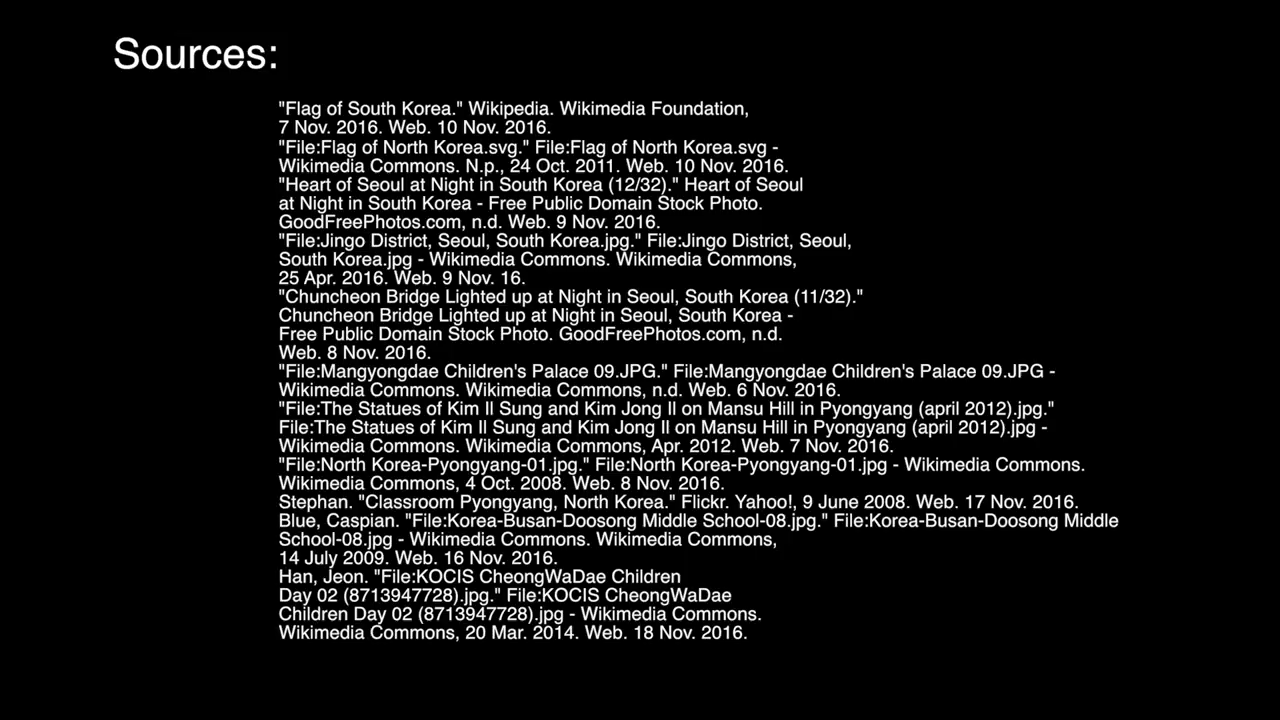 Sources:
"Flag of South Korea." Wikipedia. Wikimedia Foundation,
7 Nov. 2016. Web. 10 Nov. 2016.
"File:Flag of North Korea.svg." File:Flag of North Korea.svg -
Wikimedia Commons. N.p., 24 Oct. 2011. Web. 10 Nov. 2016.
"Heart of Seoul at Night in South Korea (12/32)." Heart of Seoul
at Night in South Korea - Free Public Domain Stock Photo.
GoodFreePhotos.com, n.d. Web. 9 Nov. 2016.
"File:Jingo District, Seoul, South Korea.jpg." File:Jingo District, Seoul,
South Korea.jpg - Wikimedia Commons. Wikimedia Commons,
25 Apr. 2016. Web. 9 Nov. 16.
"Chuncheon Bridge Lighted up at Night in Seoul, South Korea (11/32)."
Chuncheon Bridge Lighted up at Night in Seoul, South Korea -
Free Public Domain Stock Photo. GoodFreePhotos.com, n.d.
Web. 8 Nov. 2016.
"File:Mangyongdae Children's Palace 09.JPG." File:Mangyongdae Children's Palace 09.JPG -
Wikimedia Commons. Wikimedia Commons, n.d. Web. 6 Nov. 2016.
"File:The Statues of Kim Il Sung and Kim Jong Il on Mansu Hill in Pyongyang (april 2012).jpg."
File:The Statues of Kim Il Sung and Kim Jong Il on Mansu Hill in Pyongyang (april 2012).jpg -
Wikimedia Commons. Wikimedia Commons, Apr. 2012. Web. 7 Nov. 2016.
"File:North Korea-Pyongyang-01.jpg." File:North Korea-Pyongyang-01.jpg - Wikimedia Commons.
Wikimedia Commons, 4 Oct. 2008. Web. 8 Nov. 2016.
Stephan. "Classroom Pyongyang, North Korea." Flickr. Yahoo!, 9 June 2008. Web. 17 Nov. 2016.
Blue, Caspian. "File:Korea-Busan-Doosong Middle School-08.jpg." File:Korea-Busan-Doosong Middle
School-08.jpg - Wikimedia Commons. Wikimedia Commons,
14 July 2009. Web. 16 Nov. 2016.
Han, Jeon. "File:KOCIS CheongWaDae Children
Day 02 (8713947728).jpg." File:KOCIS CheongWaDae
Children Day 02 (8713947728).jpg - Wikimedia Commons.
Wikimedia Commons, 20 Mar. 2014. Web. 18 Nov. 2016.